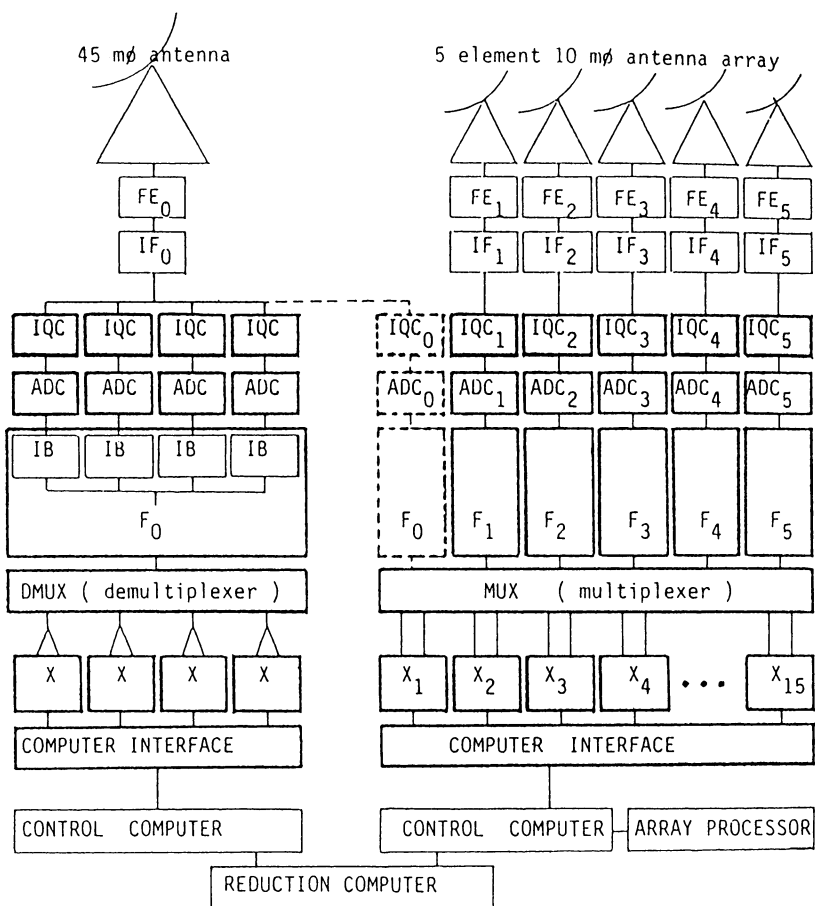 45 mø antenna
5 element 10 mø antenna array
FE0
FE1 FE2 FE3 FE4 FE5
IF0
IF1 IF2 IF3 IF4 IF5
IQC IQC IQC IQC
IQC0 IQC1 IQC2 IQC3 IQC4 IQC5
ADC ADC ADC ADC
ADC0 ADC1 ADC2 ADC3 ADC4 ADC5
IB IB IB IB
F0
F0 F1 F2 F3 F4 F5
DMUX ( demultiplexer )
MUX ( multiplexer )
X X X X
X1 X2 X3 X4 ••• X15
COMPUTER INTERFACE
COMPUTER INTERFACE
CONTROL COMPUTER
CONTROL COMPUTER
ARRAY PROCESSOR
REDUCTION COMPUTER